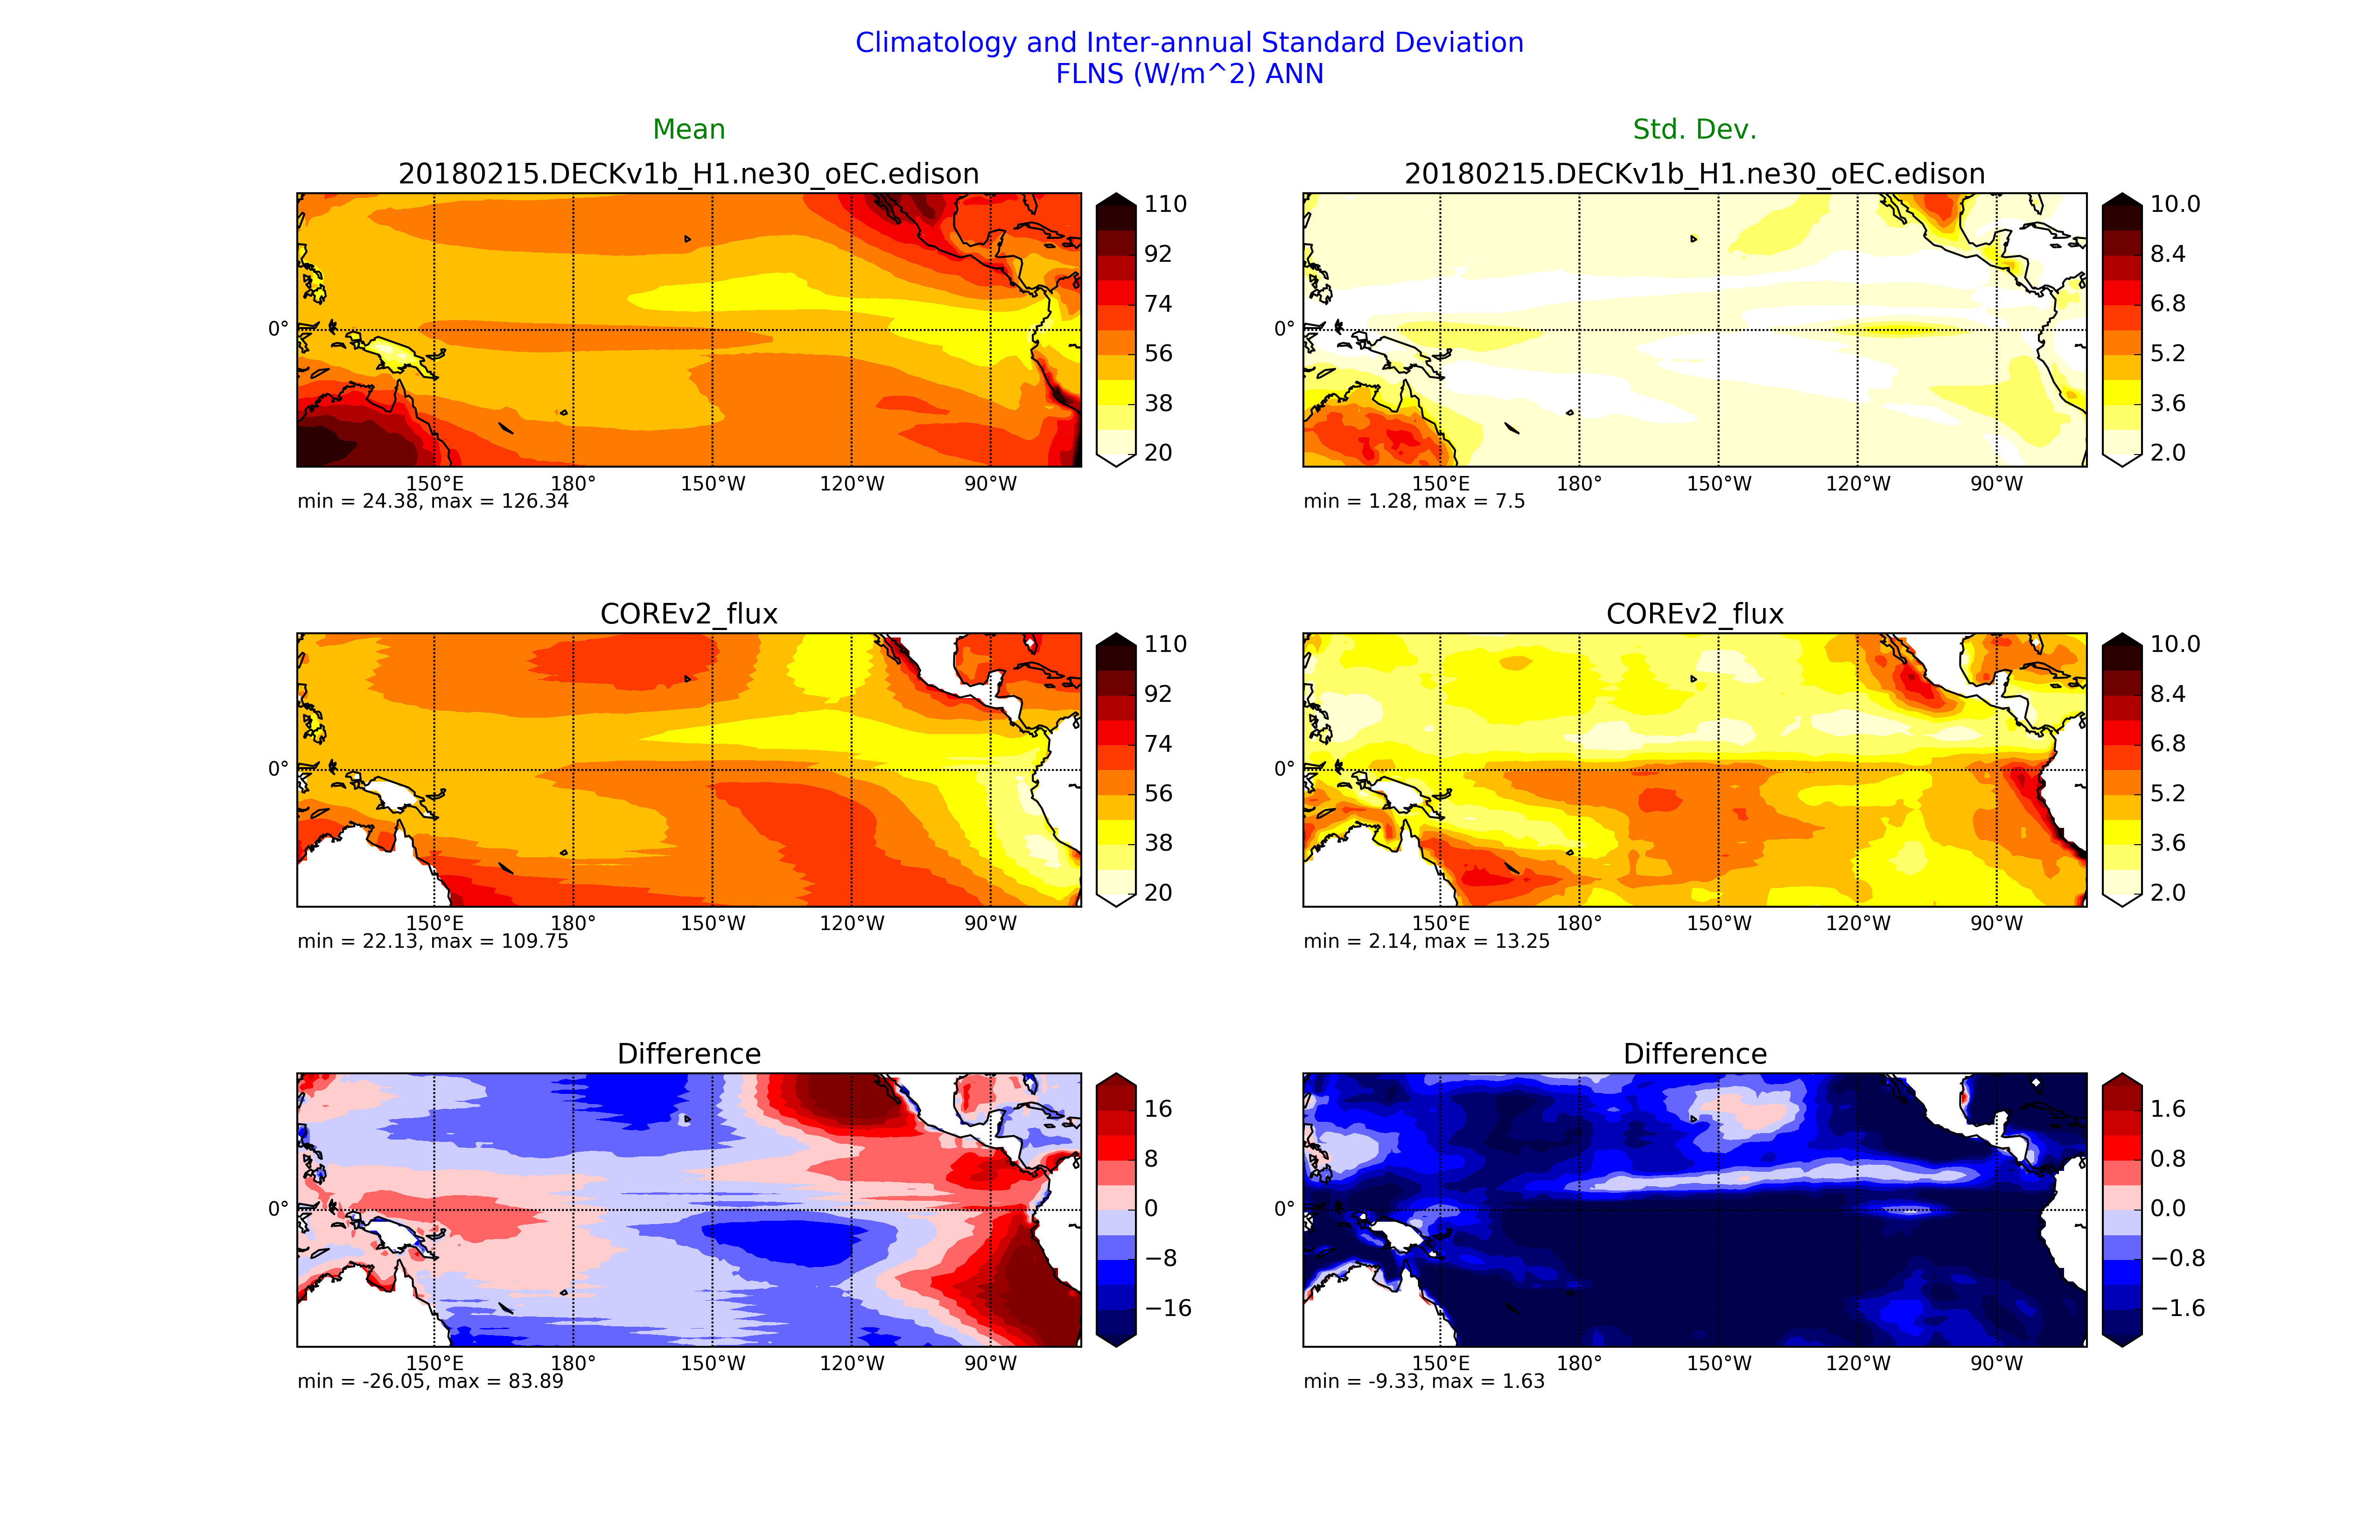 Climatology and Inter-annual Standard Deviation
FLNS (W/m^2) ANN
Mean
Std. Dev.
20180215.DECKv1b_H1.ne30_oEC.edison
110
92
74
56
38
20
0°
150°E 180° 150°W 120°W 90°W
min = 24.38, max = 126.34
20180215.DECKv1b_H1.ne30_oEC.edison
10.0
8.4
6.8
5.2
3.6
2.0
0°
150°E 180° 150°W 120°W 90°W
min = 1.28, max = 7.5
COREv2_flux
110
92
74
56
38
20
0°
150°E 180° 150°W 120°W 90°W
min = 22.13, max = 109.75
COREv2_flux
10.0
8.4
6.8
5.2
3.6
2.0
0°
150°E 180° 150°W 120°W 90°W
min = 2.14, max = 13.25
Difference
16
8
0
−8
−16
0°
150°E 180° 150°W 120°W 90°W
min = -26.05, max = 83.89
Difference
1.6
0.8
0.0
−0.8
−1.6
0°
150°E 180° 150°W 120°W 90°W
min = -9.33, max = 1.63